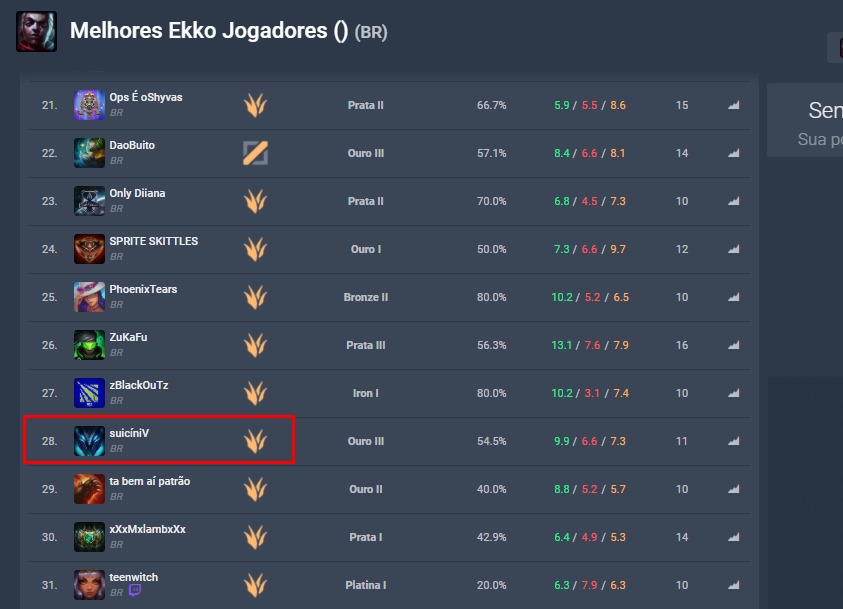 Melhores Ekko Jogadores () (BR)
Sen
Sua po
21. Ops É oShyvas Prata II 66.7% 5.9 / 5.5 / 8.6 15
BR
22. DaoBuito Ouro III 57.1% 8.4 / 6.6 / 8.1 14
BR
23. Only Diiana Prata II 70.0% 6.8 / 4.5 / 7.3 10
BR
24. SPRITE SKITTLES Ouro I 50.0% 7.3 / 6.6 / 9.7 12
BR
25. PhoenixTears Bronze II 80.0% 10.2 / 5.2 / 6.5 10
BR
26. ZuKaFu Prata III 56.3% 13.1 / 7.6 / 7.9 16
BR
27. zBlackOuTz Iron I 80.0% 10.2 / 3.1 / 7.4 10
BR
28. suicíniV Ouro III 54.5% 9.9 / 6.6 / 7.3 11
BR
29. ta bem aí patrão Ouro II 40.0% 8.8 / 5.2 / 5.7 10
BR
30. xXxMxlambxXx Prata I 42.9% 6.4 / 4.9 / 5.3 14
BR
31. teenwitch Platina I 20.0% 6.3 / 7.9 / 6.3 10
BR